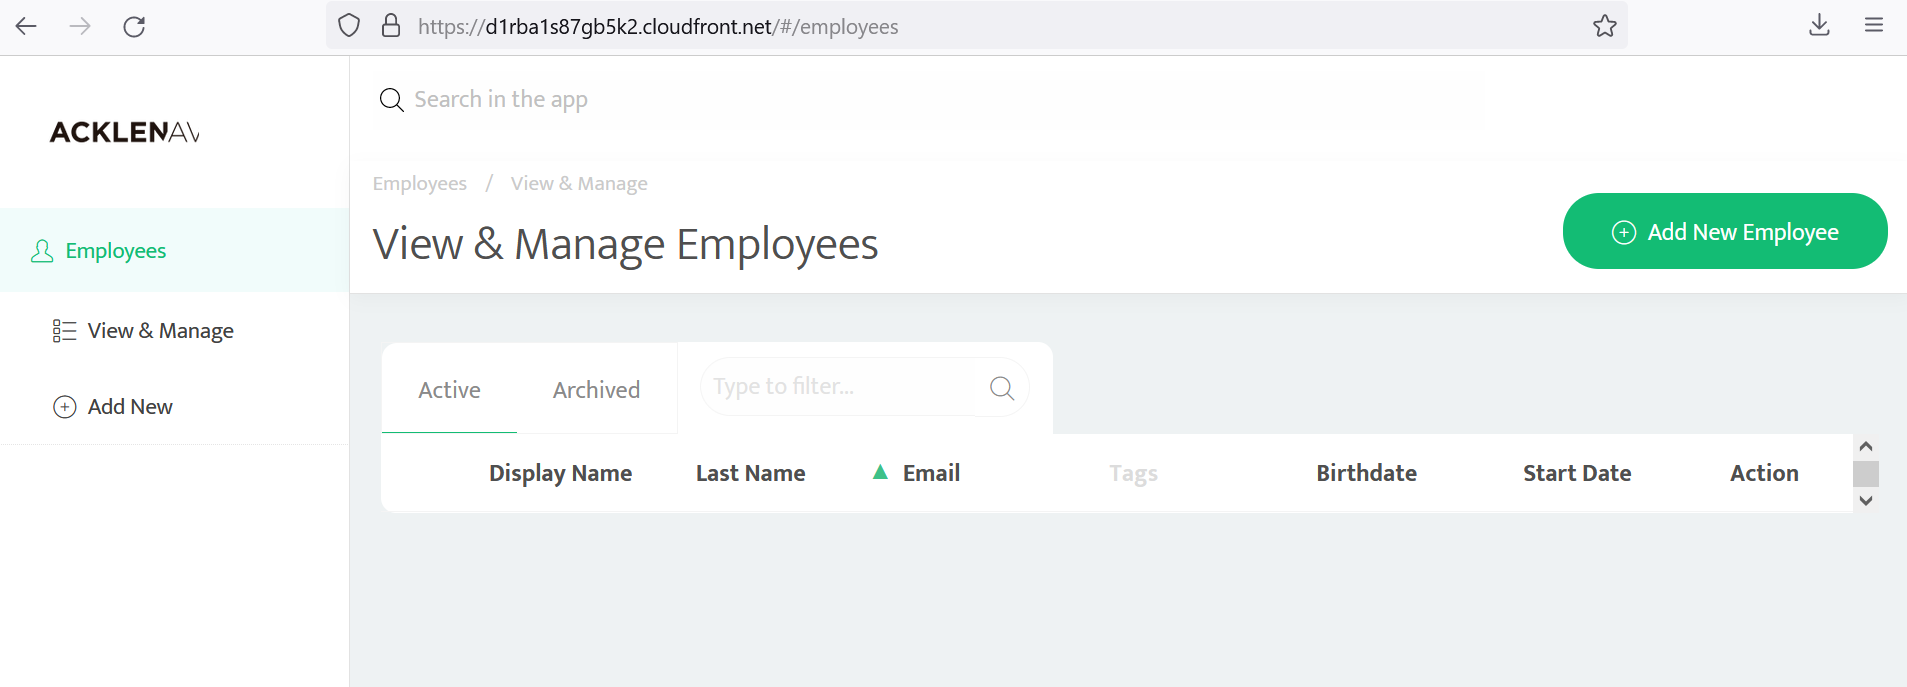 https://d1rba1s87gb5k2.cloudfront.net/#/employees
ACKLENAV
Search in the app
Employees / View & Manage
View & Manage Employees
Add New Employee
Employees
View & Manage
Add New
Active Archived Type to filter...
Display Name Last Name Email Tags Birthdate Start Date Action